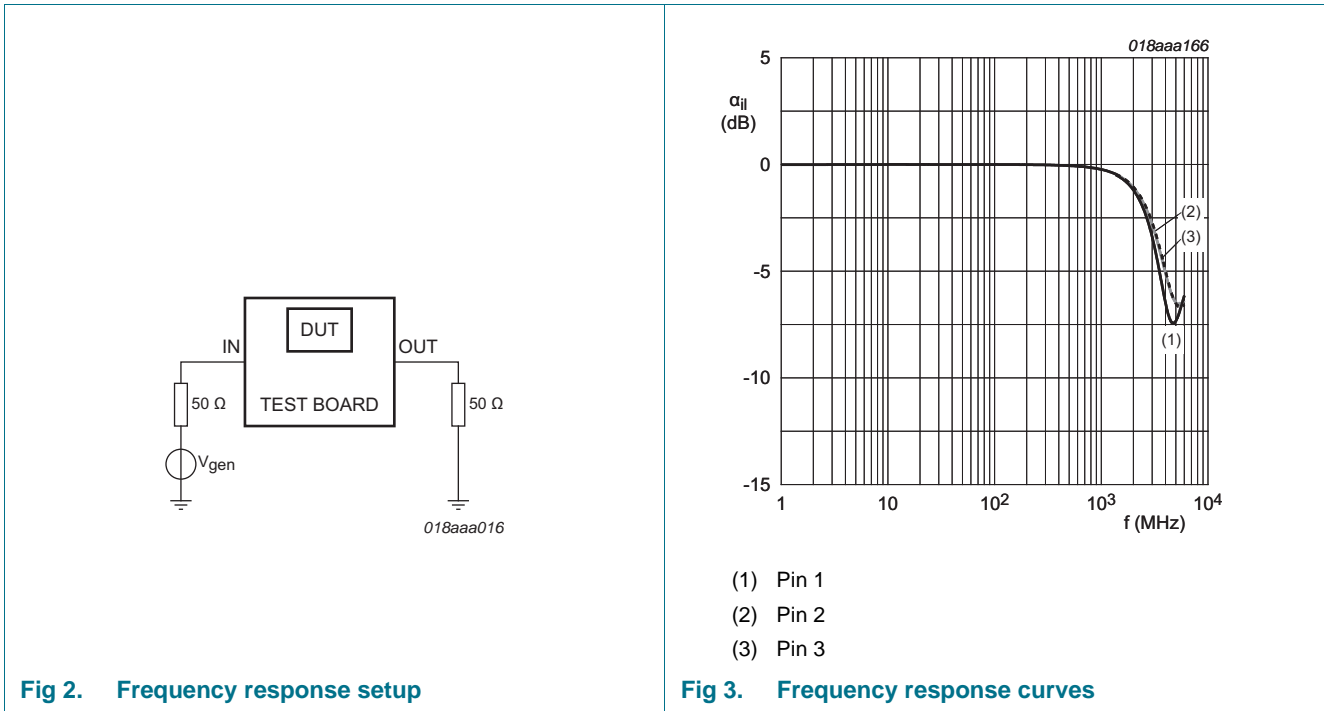 IN
DUT
OUT
50 Ω
TEST BOARD
50 Ω
Vgen
018aaa016
Fig 2. Frequency response setup
018aaa166
5
αil
(dB)
0
(2)
(3)
-5
(1)
-10
-15
1
10
10²
10³
10⁴
f (MHz)
(1) Pin 1
(2) Pin 2
(3) Pin 3
Fig 3. Frequency response curves